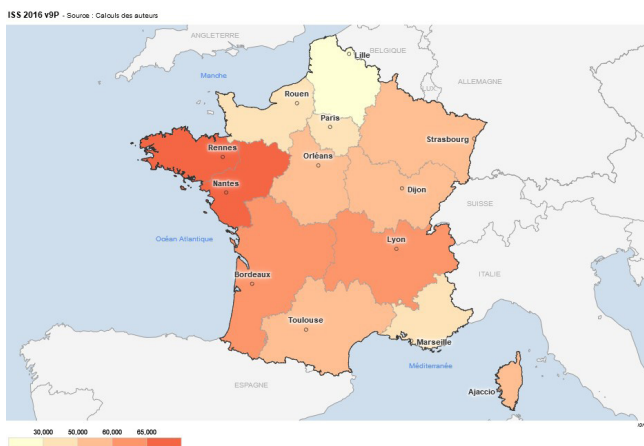 ISS 2016 v9P - Source : Calculs des auteurs
ANGLETERRE
BELGIQUE
Lille
Manche
LUX.
ALLEMAGNE
Rouen
Paris
Strasbourg
Rennes
Orléans
Nantes
Dijon
SUISSE
Océan Atlantique
Lyon
ITALIE
Bordeaux
Toulouse
Marseille
Méditerranée
ESPAGNE
Ajaccio
30,000 50,000 60,000 65,000